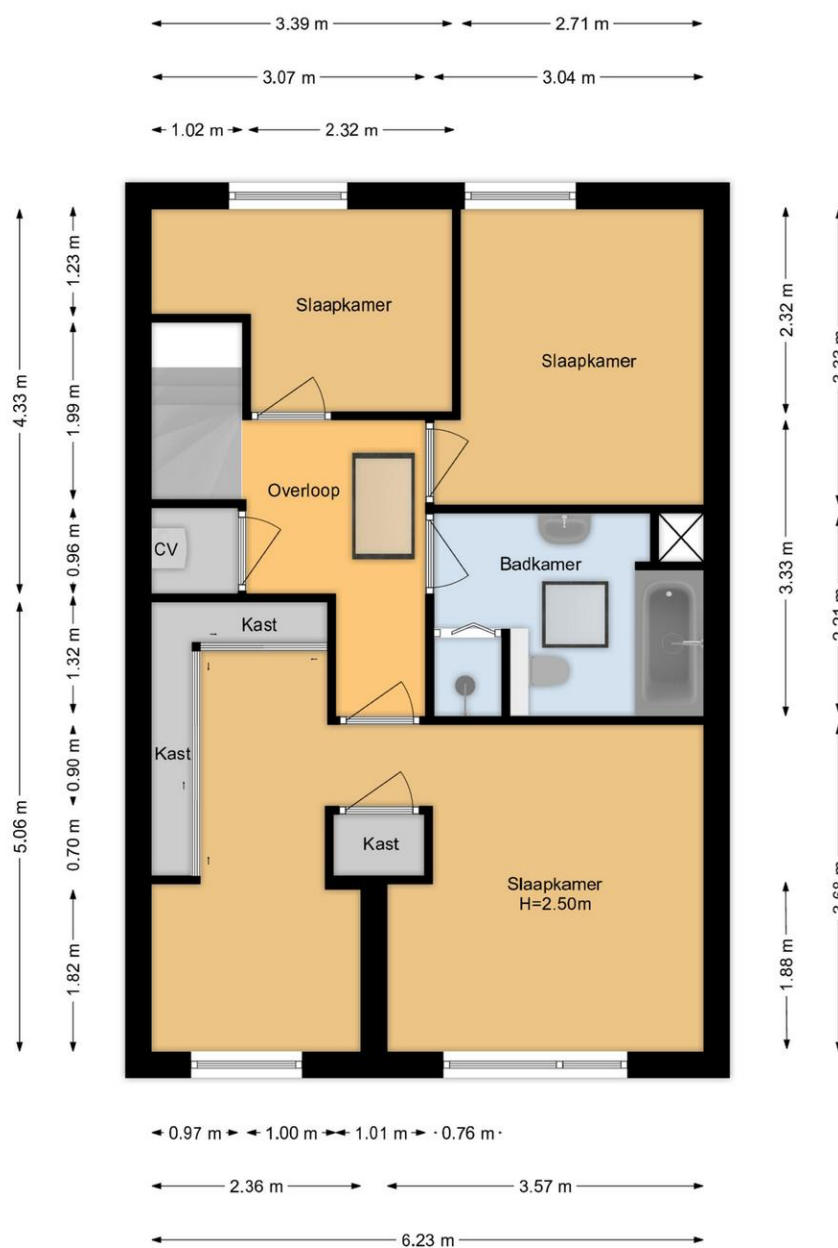 3.39 m
2.71 m
3.07 m
3.04 m
1.02 m
2.32 m
4.33 m
5.06 m
1.23 m
1.99 m
0.96 m
1.32 m
0.90 m
0.70 m
1.82 m
Slaapkamer
Slaapkamer
Overloop
CV
Badkamer
Kast
Kast
Kast
Slaapkamer
H=2.50m
2.32 m
3.33 m
1.88 m
0.97 m
1.00 m
1.01 m
0.76 m
2.36 m
3.57 m
6.23 m